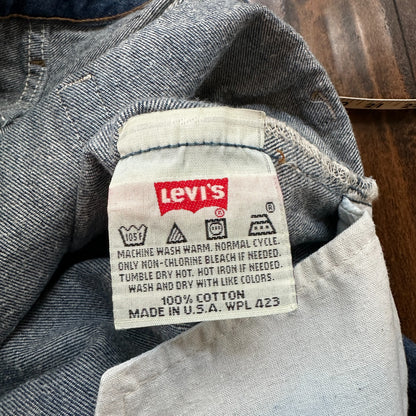 LEVI'S
®
105F
®
MACHINE WASH WARM. NORMAL CYCLE.
ONLY NON-CHLORINE BLEACH IF NEEDED.
TUMBLE DRY HOT. HOT IRON IF NEEDED.
WASH AND DRY WITH LIKE COLORS.
100% COTTON
MADE IN U.S.A. WPL 423